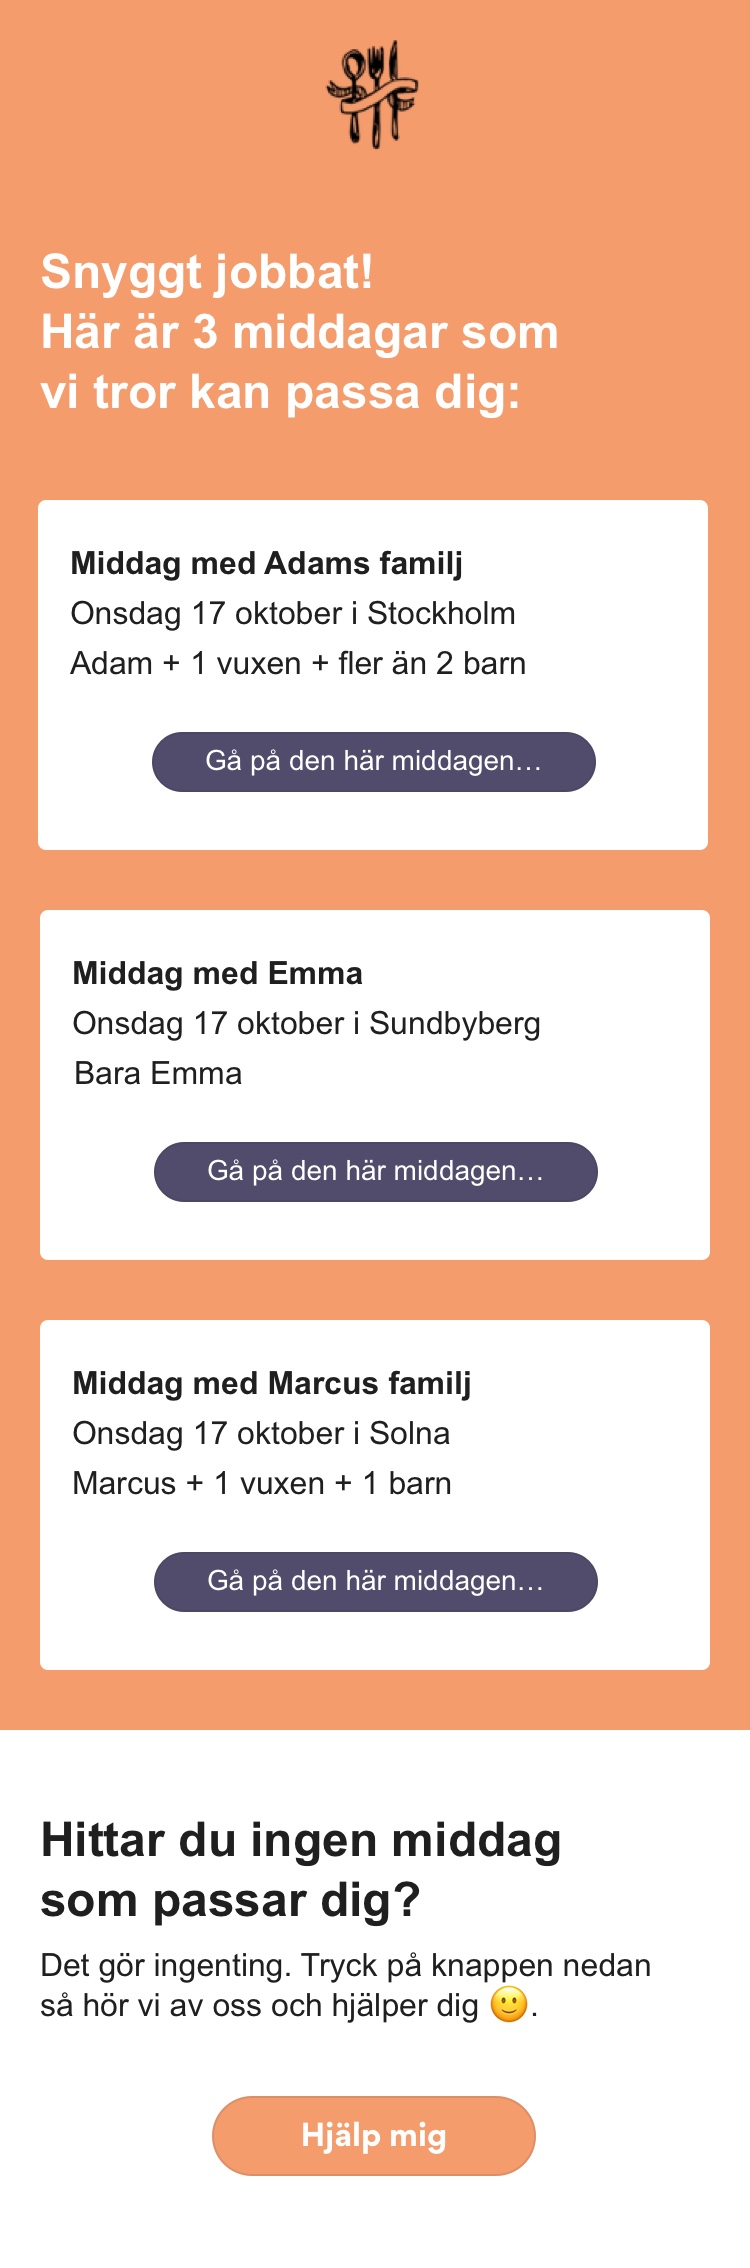 Snyggt jobbat!
Här är 3 middagar som
vi tror kan passa dig:
Middag med Adams familj
Onsdag 17 oktober i Stockholm
Adam + 1 vuxen + fler än 2 barn
Gå på den här middagen…
Middag med Emma
Onsdag 17 oktober i Sundbyberg
Bara Emma
Gå på den här middagen…
Middag med Marcus familj
Onsdag 17 oktober i Solna
Marcus + 1 vuxen + 1 barn
Gå på den här middagen…
Hittar du ingen middag
som passar dig?
Det gör ingenting. Tryck på knappen nedan
så hör vi av oss och hjälper dig 🙂.
Hjälp mig